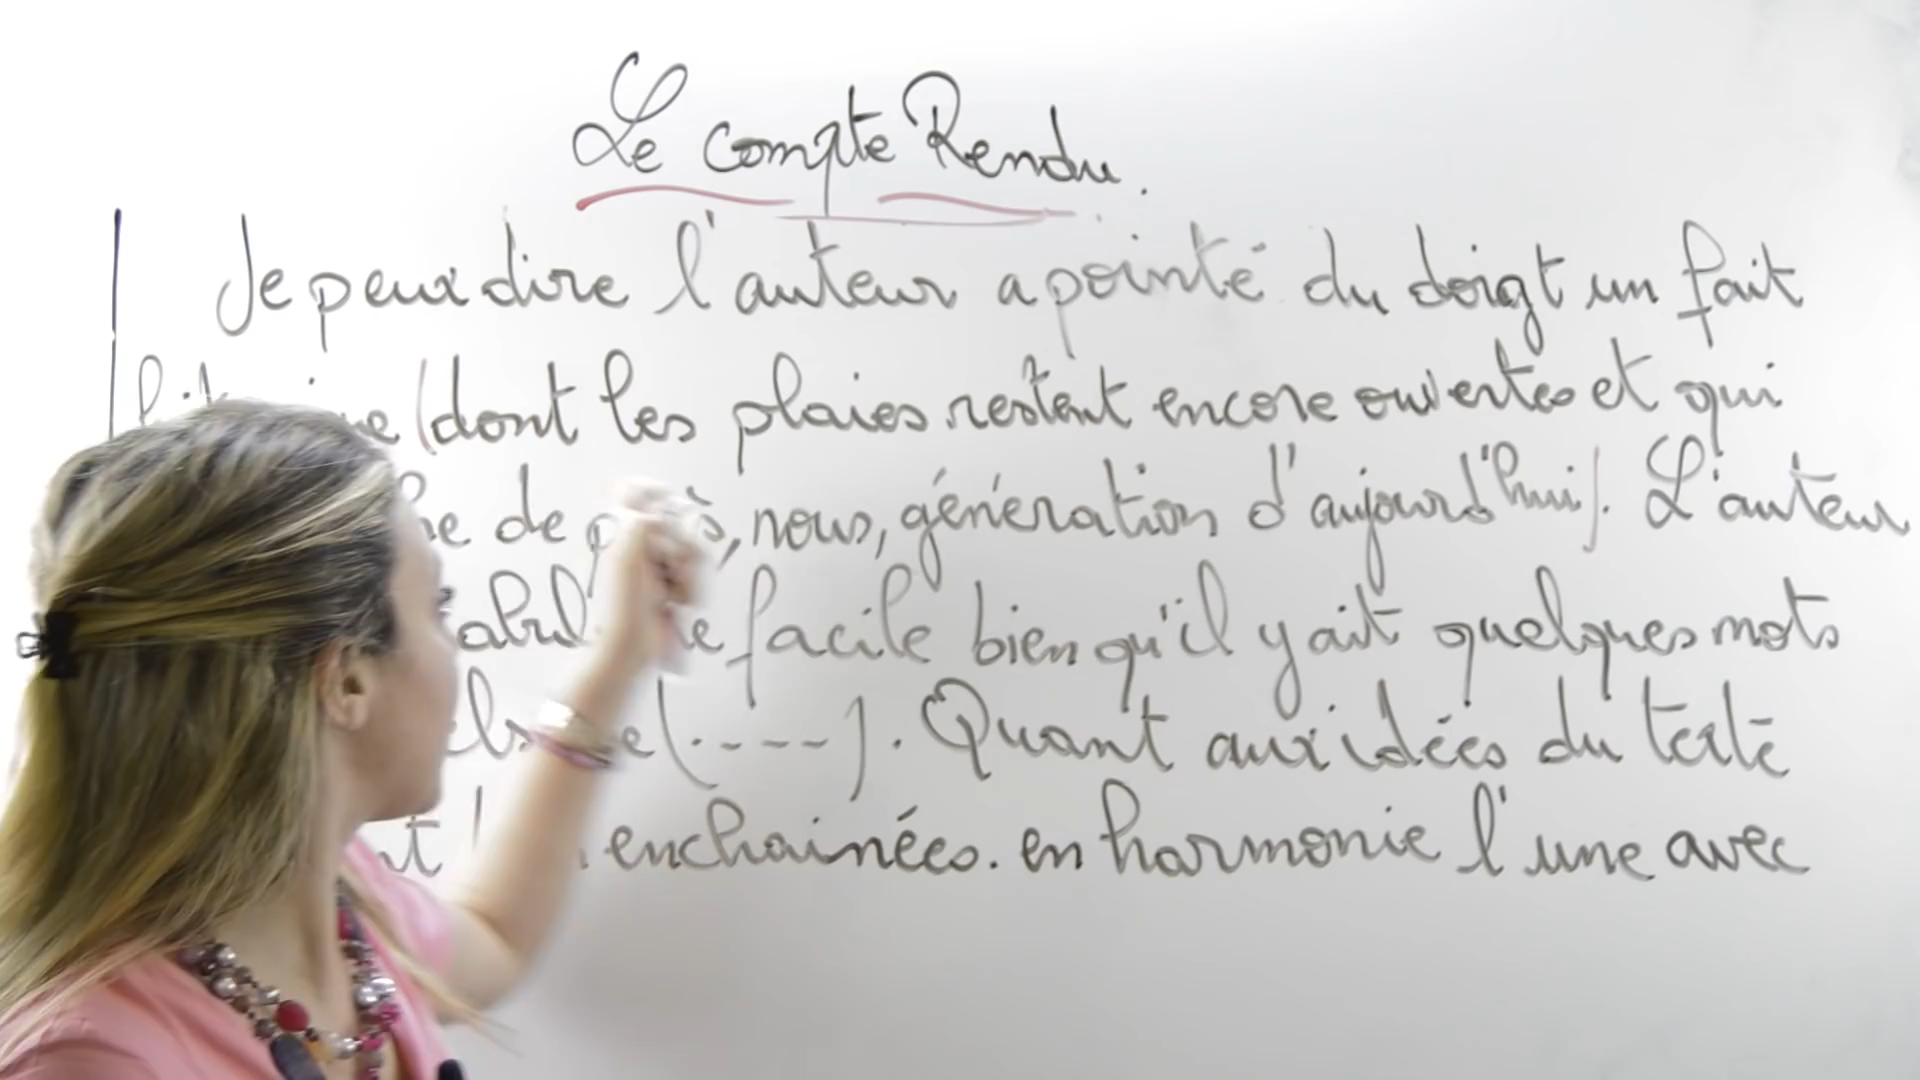 Le Compte Rendu.
Je peux dire l'auteur a pointé du doigt un fait
(dont les plaies restent encore ouvertes et qui
de près, nous, génération d'aujourd'hui). L'auteur
facile bien qu'il y ait quelques mots
(.----). Quant aux idées du texte
enchainées. en harmonie l'une avec